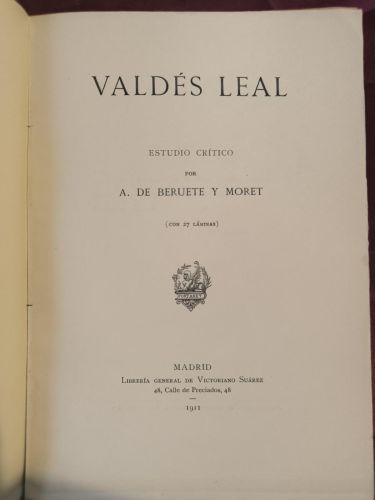 VALDÉS LEAL
ESTUDIO CRÍTICO
POR
A. DE BERUETE Y MORET
(CON 27 LÁMINAS)
MADRID
LIBRERÍA GENERAL DE VICTORIANO SUÁREZ
48, Calle de Preciados, 48
1911